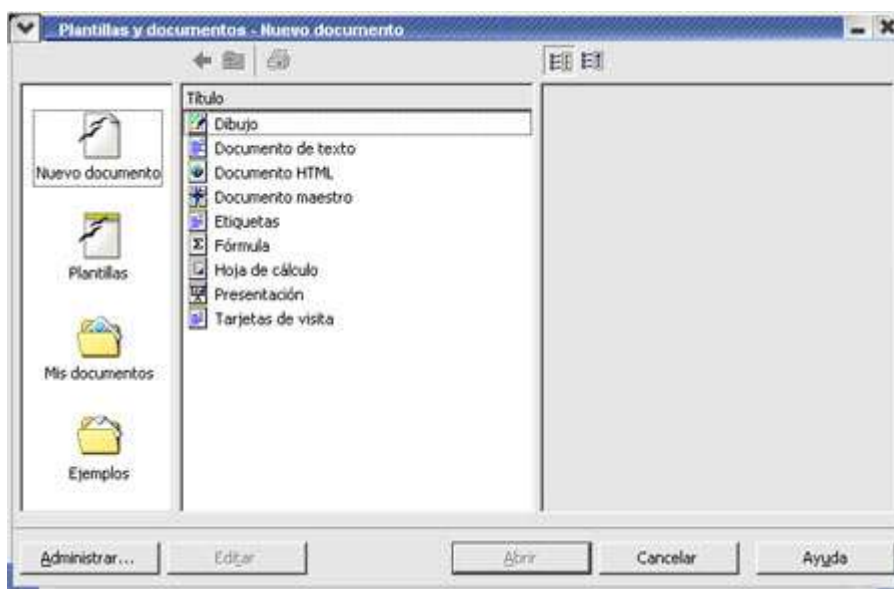 Plantillas y documentos - Nuevo documento
Título
Dibujo
Documento de texto
Documento HTML
Documento maestro
Etiquetas
Fórmula
Hoja de cálculo
Presentación
Tarjetas de visita
Nuevo documento
Plantillas
Mis documentos
Ejemplos
Administrar...
Editar
Abrir
Cancelar
Ayuda